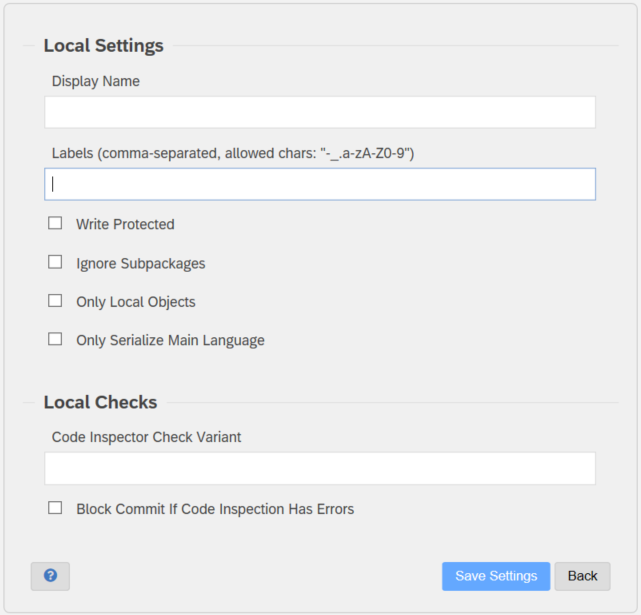 Local Settings
Display Name
Labels (comma-separated, allowed chars: "-_.a-zA-Z0-9")
Write Protected
Ignore Subpackages
Only Local Objects
Only Serialize Main Language
Local Checks
Code Inspector Check Variant
Block Commit If Code Inspection Has Errors
? Save Settings Back